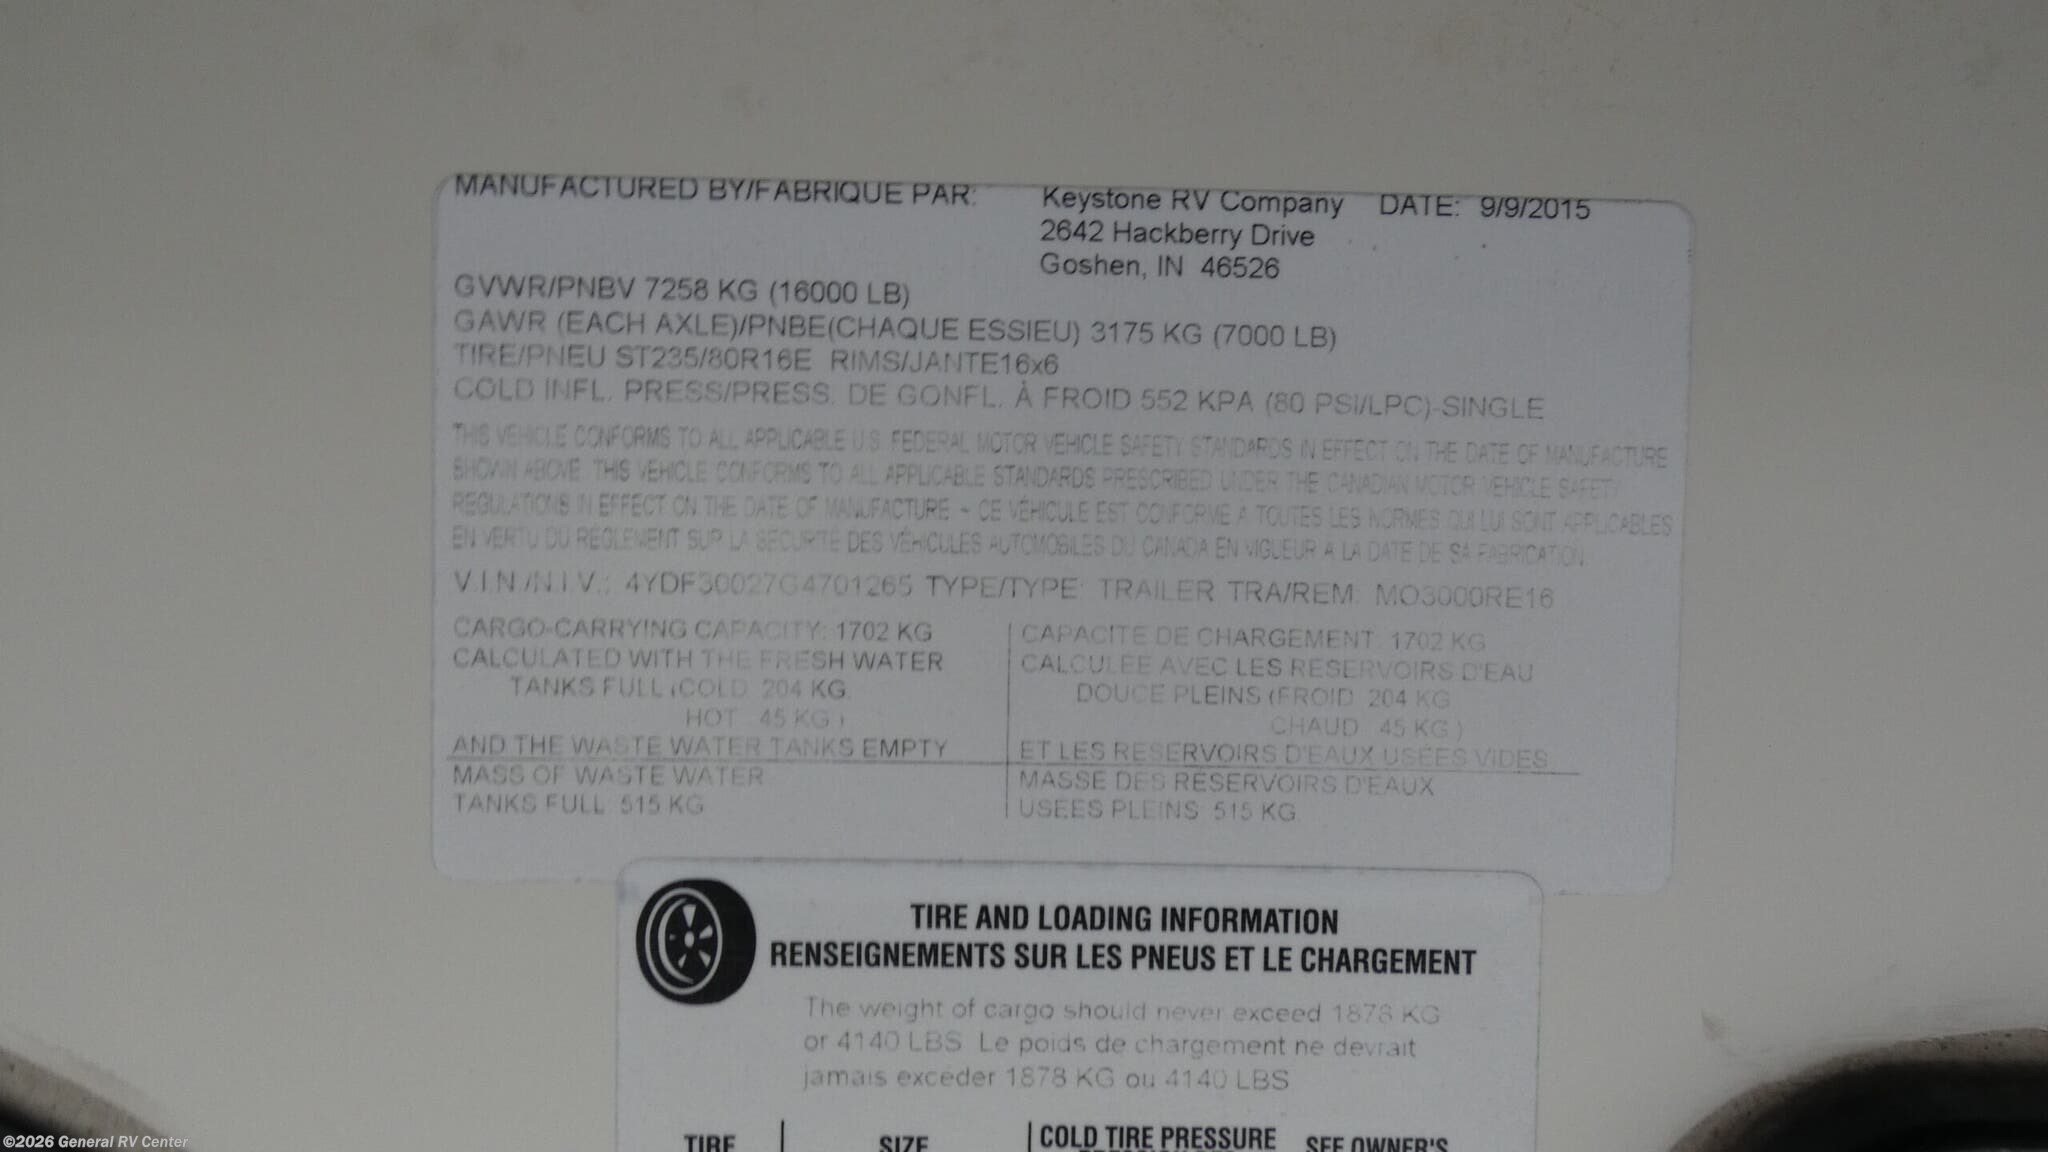 MANUFACTURED BY/FABRIQUE PAR: Keystone RV Company DATE: 9/9/2015
2642 Hackberry Drive
Goshen, IN 46526
GVWR/PNBV 7258 KG (16000 LB)
GAWR (EACH AXLE)/PNBE(CHAQUE ESSIEU) 3175 KG (7000 LB)
TIRE/PNEU ST235/80R16E RIMS/JANTE16x6
COLD INFL. PRESS/PRESS. DE GONFL. À FROID 552 KPA (80 PSI/LPC)-SINGLE
THIS VEHICLE CONFORMS TO ALL APPLICABLE U.S. FEDERAL MOTOR VEHICLE SAFETY STANDARDS IN EFFECT ON THE DATE OF MANUFACTURE
SHOWN ABOVE. THIS VEHICLE CONFORMS TO ALL APPLICABLE STANDARDS PRESCRIBED UNDER THE CANADIAN MOTOR VEHICLE SAFETY
REGULATIONS IN EFFECT ON THE DATE OF MANUFACTURE - CE VÉHICULE EST CONFORME A TOUTES LES NORMES QUI LUI SONT APPLICABLES
EN VERTU DU RÈGLEMENT SUR LA SÉCURITÉ DES VÉHICULES AUTOMOBILES DU CANADA EN VIGUEUR A LA DATE DE SA FABRICATION
V.I.N./N.I.V.: 4YDF30027G4701265 TYPE/TYPE: TRAILER TRA/REM: MO3000RE16
CARGO-CARRYING CAPACITY: 1702 KG
CALCULATED WITH THE FRESH WATER
TANKS FULL (COLD 204 KG.
HOT 45 KG )
AND THE WASTE WATER TANKS EMPTY
MASS OF WASTE WATER
TANKS FULL 515 KG
CAPACITE DE CHARGEMENT 1702 KG
CALCULEE AVEC LES RESERVOIRS D'EAU
DOUCE PLEINS (FROID 204 KG
CHAUD 45 KG )
ET LES RESERVOIRS D'EAUX USÉES VIDES
MASSE DES RESERVOIRS D'EAUX
USEES PLEINS 515 KG
TIRE AND LOADING INFORMATION
RENSEIGNEMENTS SUR LES PNEUS ET LE CHARGEMENT
The weight of cargo should never exceed 1878 KG
or 4140 LBS Le poids de chargement ne devrait
jamais excéder 1878 KG ou 4140 LBS
TIRE SIZE COLD TIRE PRESSURE SEE OWNER'S
©2026 General RV Center